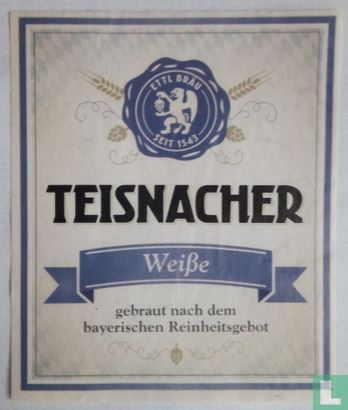 ETTL BRÄU
SEIT 1543
TEISNACHER
Weiße
gebraut nach dem
bayerischen Reinheitsgebot